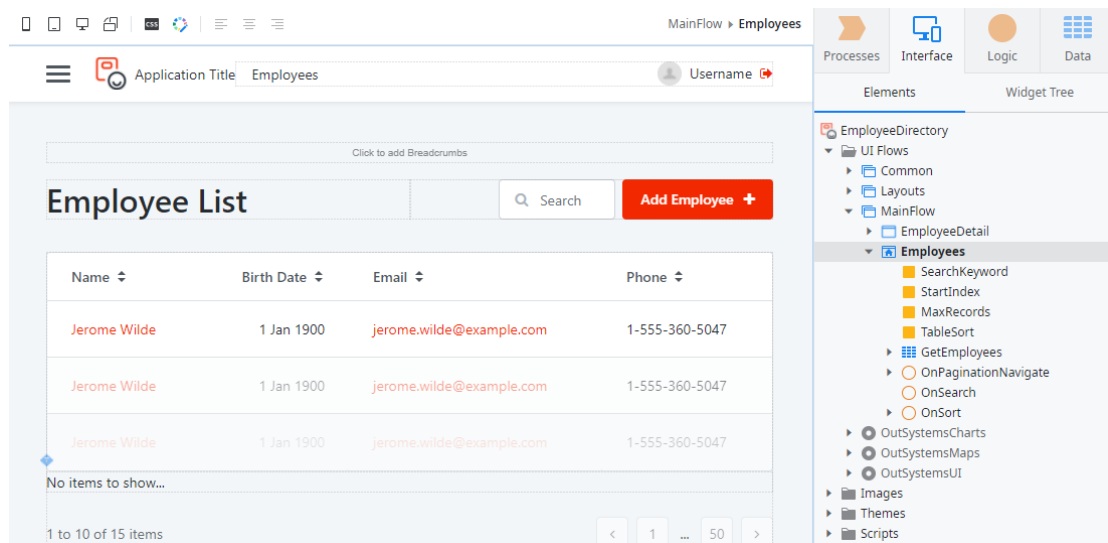 css
MainFlow Employees
Processes Interface Logic Data
Application Title Employees Username
Elements Widget Tree
Click to add Breadcrumbs
Employee List Search Add Employee
Name Birth Date Email Phone
Jerome Wilde 1 Jan 1900 jerome.wilde@example.com 1-555-360-5047
Jerome Wilde 1 Jan 1900 jerome.wilde@example.com 1-555-360-5047
Jerome Wilde 1 Jan 1900 jerome.wilde@example.com 1-555-360-5047
No items to show...
1 to 10 of 15 items < 1 ... 50 >
EmployeeDirectory
UI Flows
Common
Layouts
MainFlow
EmployeeDetail
Employees
SearchKeyword
StartIndex
MaxRecords
TableSort
GetEmployees
OnPaginationNavigate
OnSearch
OnSort
OutSystemsCharts
OutSystemsMaps
OutSystemsUI
Images
Themes
Scripts